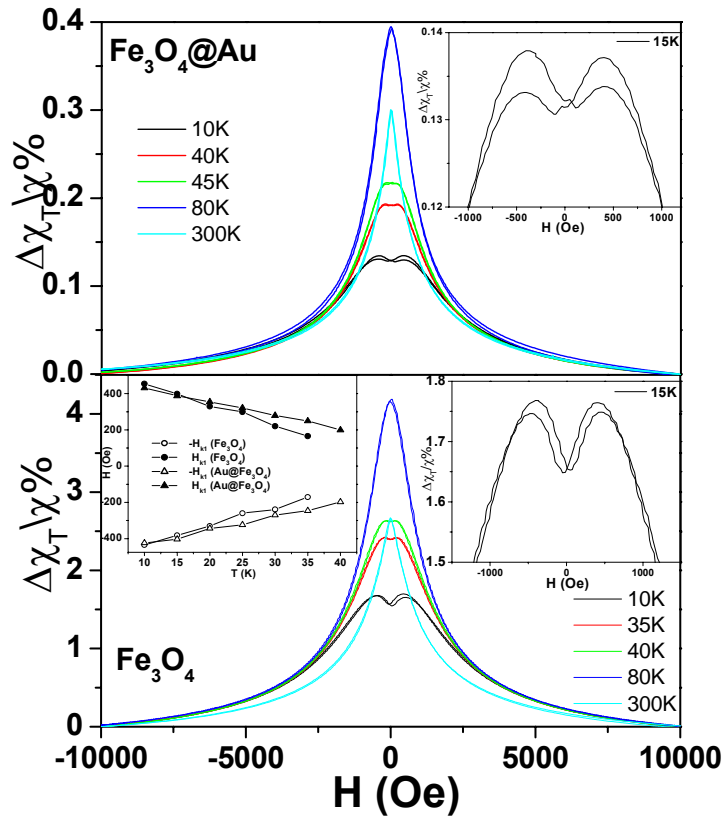 Fe₃O₄@Au
10K
40K
45K
80K
300K
Δχ_T\χ%
0.4
0.3
0.2
0.1
0.0
15K
Δχ_T\χ%
0.14
0.13
0.12
-1000 -500 0 500 1000
H (Oe)
Fe₃O₄
Δχ_T\χ%
4
3
2
1
0
H (Oe)
400
200
0
-200
-400
-H_k1 (Fe₃O₄)
H_k1 (Fe₃O₄)
-H_k1 (Au@Fe₃O₄)
H_k1 (Au@Fe₃O₄)
10 15 20 25 30 35 40
T (K)
15K
Δχ_T/χ%
1.8
1.7
1.6
1.5
-1000 0 1000
H (Oe)
10K
35K
40K
80K
300K
-10000 -5000 0 5000 10000
H (Oe)